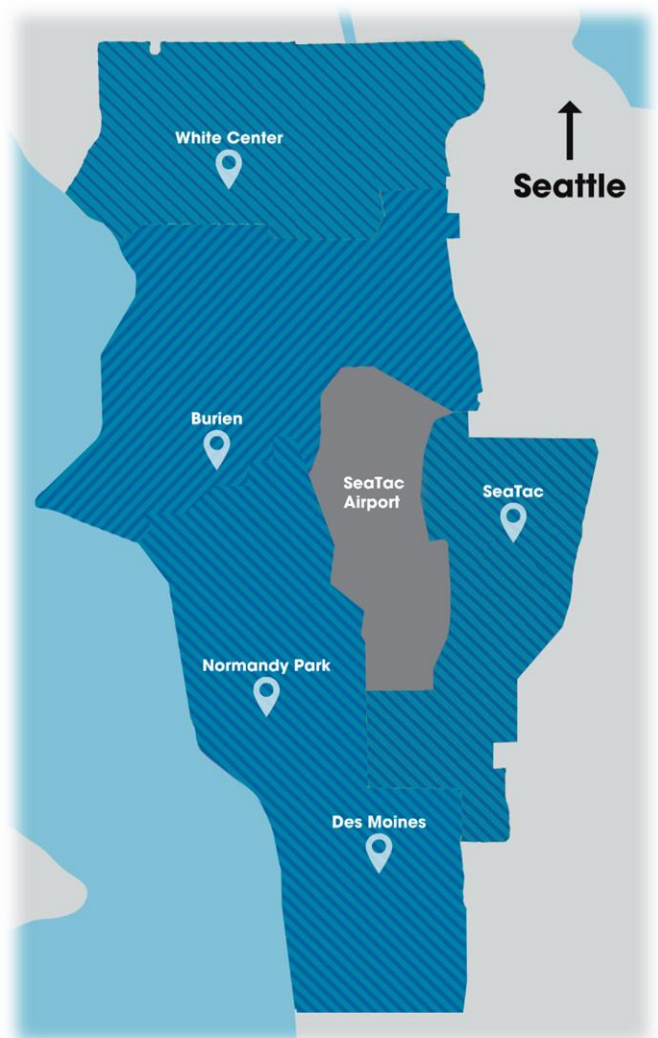 White Center
Seattle
Burien
SeaTac
Airport
SeaTac
Normandy Park
Des Moines